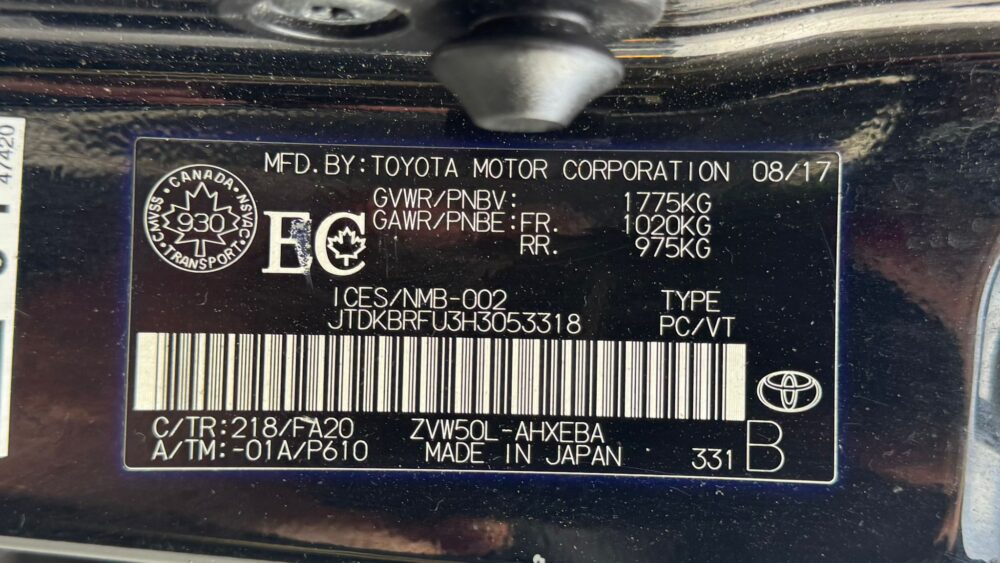 MFD.BY:TOYOTA MOTOR CORPORATION 08/17
GVWR/PNBV: 1775KG
GAWR/PNBE:FR. 1020KG
RR. 975KG
CANADA
CMVSS NSVAC
930
TRANSPORT
EC
ICES/NMB-002 TYPE
JTDKBRFU3H3053318 PC/VT
C/TR:218/FA20 ZVW50L-AHXEBA
A/TM:-01A/P610 MADE IN JAPAN 331 B
47420